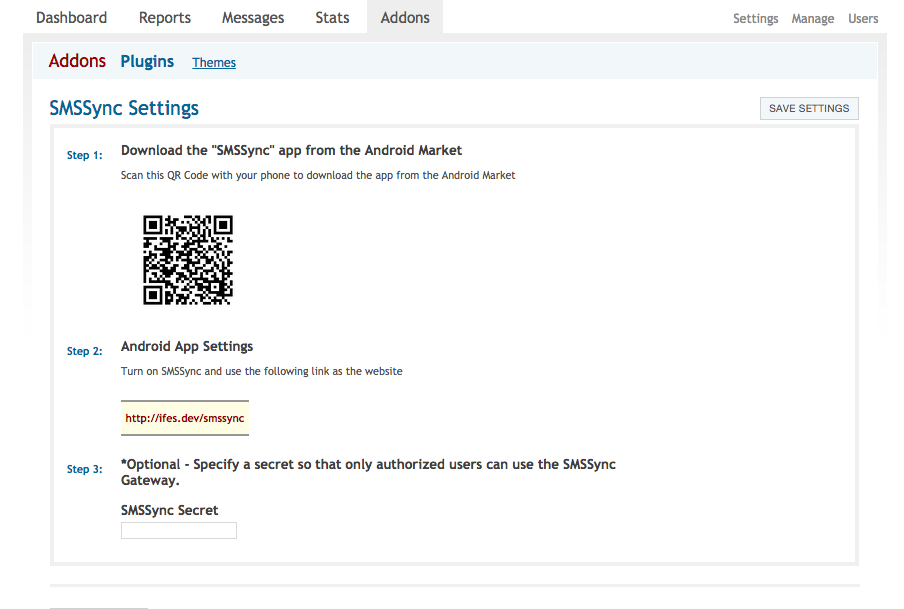 Dashboard Reports Messages Stats Addons Settings Manage Users
Addons Plugins Themes
SMSSync Settings SAVE SETTINGS
Step 1: Download the "SMSSync" app from the Android Market
Scan this QR Code with your phone to download the app from the Android Market
Step 2: Android App Settings
Turn on SMSSync and use the following link as the website
http://ifes.dev/smssync
Step 3: *Optional - Specify a secret so that only authorized users can use the SMSSync
Gateway.
SMSSync Secret